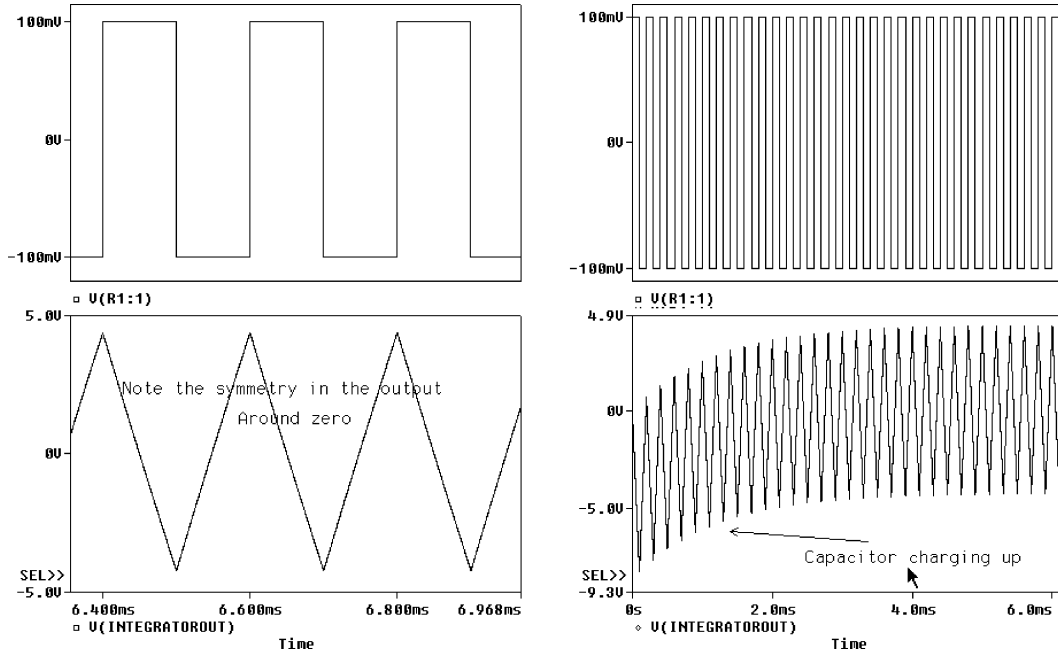 100mV
0V
-100mV
V(R1:1)
5.0V
Note the symmetry in the output
Around zero
0V
SEL>>
-5.0V
6.400ms 6.600ms 6.800ms 6.968ms
V(INTEGRATOROUT)
Time
100mV
0V
-100mV
V(R1:1)
4.9V
0V
-5.0V
Capacitor charging up
SEL>>
-9.3V
0s 2.0ms 4.0ms 6.0ms
V(INTEGRATOROUT)
Time